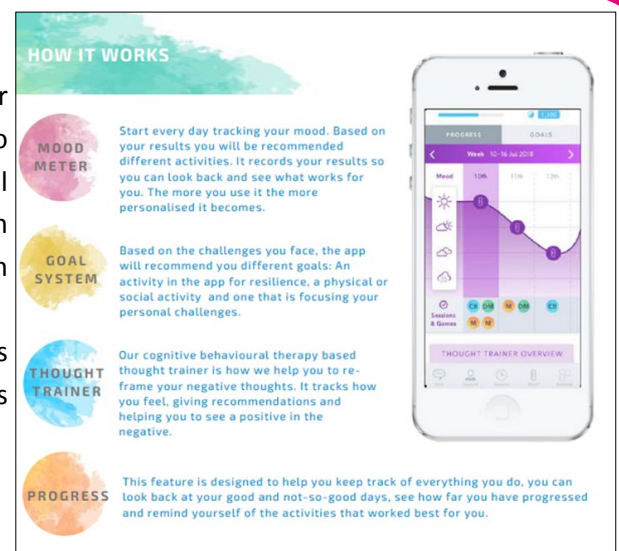 HOW IT WORKS
MOOD
METER
Start every day tracking your mood. Based on
your results you will be recommended
different activities. It records your results so
you can look back and see what works for
you. The more you use it the more
personalised it becomes.
GOAL
SYSTEM
Based on the challenges you face, the app
will recommend you different goals: An
activity in the app for resilience, a physical or
social activity and one that is focusing your
personal challenges.
THOUGHT
TRAINER
Our cognitive behavioural therapy based
thought trainer is how we help you to re-
frame your negative thoughts. It tracks how
you feel, giving recommendations and
helping you to see a positive in the
negative.
PROGRESS
This feature is designed to help you keep track of everything you do, you can
look back at your good and not-so-good days, see how far you have progressed
and remind yourself of the activities that worked best for you.
PROGRESS GOALS
Week 10-16 Jul 2018
Mood 10th 11th 12th
Sessions
& Games
THOUGHT TRAINER OVERVIEW